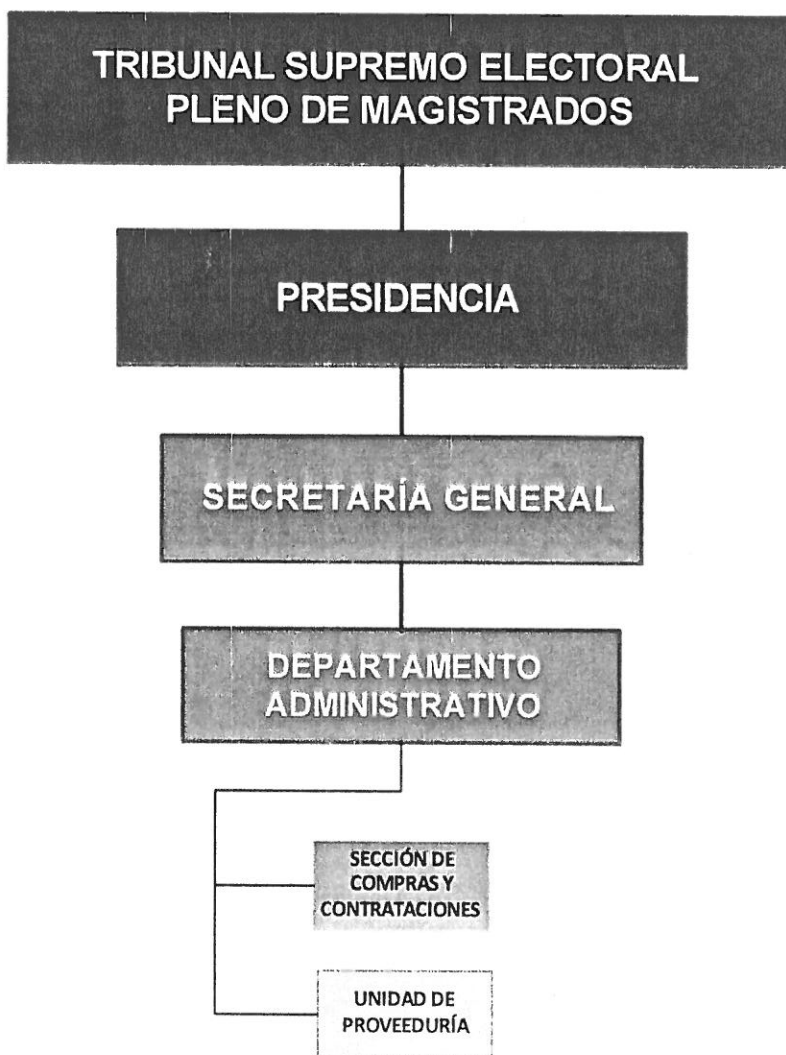 TRIBUNAL SUPREMO ELECTORAL
PLENO DE MAGISTRADOS
PRESIDENCIA
SECRETARÍA GENERAL
DEPARTAMENTO
ADMINISTRATIVO
SECCIÓN DE
COMPRAS Y
CONTRATACIONES
UNIDAD DE
PROVEEDURÍA